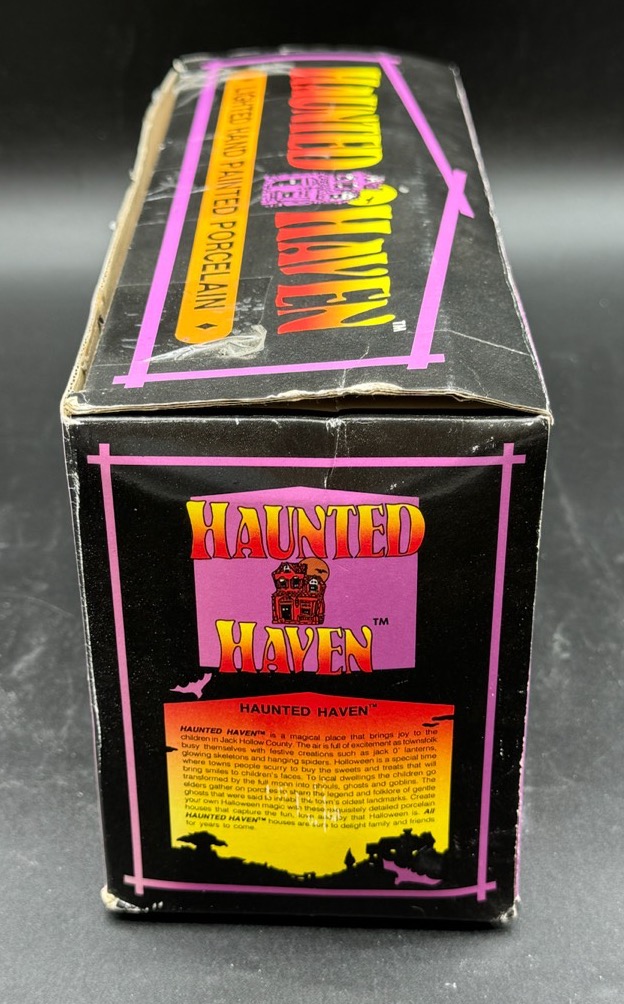 HAUNTED HAVEN™
LIGHTED HAND PAINTED PORCELAIN
HAUNTED
HAVEN™
HAUNTED HAVEN™
HAUNTED HAVEN™ is a magical place that brings joy to the
children in Jack Hollow County. The air is full of excitement as townsfolk
busy themselves with festive creations such as jack O' lanterns,
glowing skeletons and hanging spiders. Halloween is a special time
where towns people scurry to buy the sweets and treats that will
bring smiles to children's faces. To local dwellings the children go
transformed by the full moon into ghouls, ghosts and goblins. The
elders gather on porches to the legend and folklore of gentle
ghosts that were said to inhabit the town's oldest landmarks. Create
your own Halloween magic with these exquisitely detailed porcelain
houses that capture the fun, and joy that Halloween is. All
HAUNTED HAVEN™ houses are to delight family and friends
for years to come.